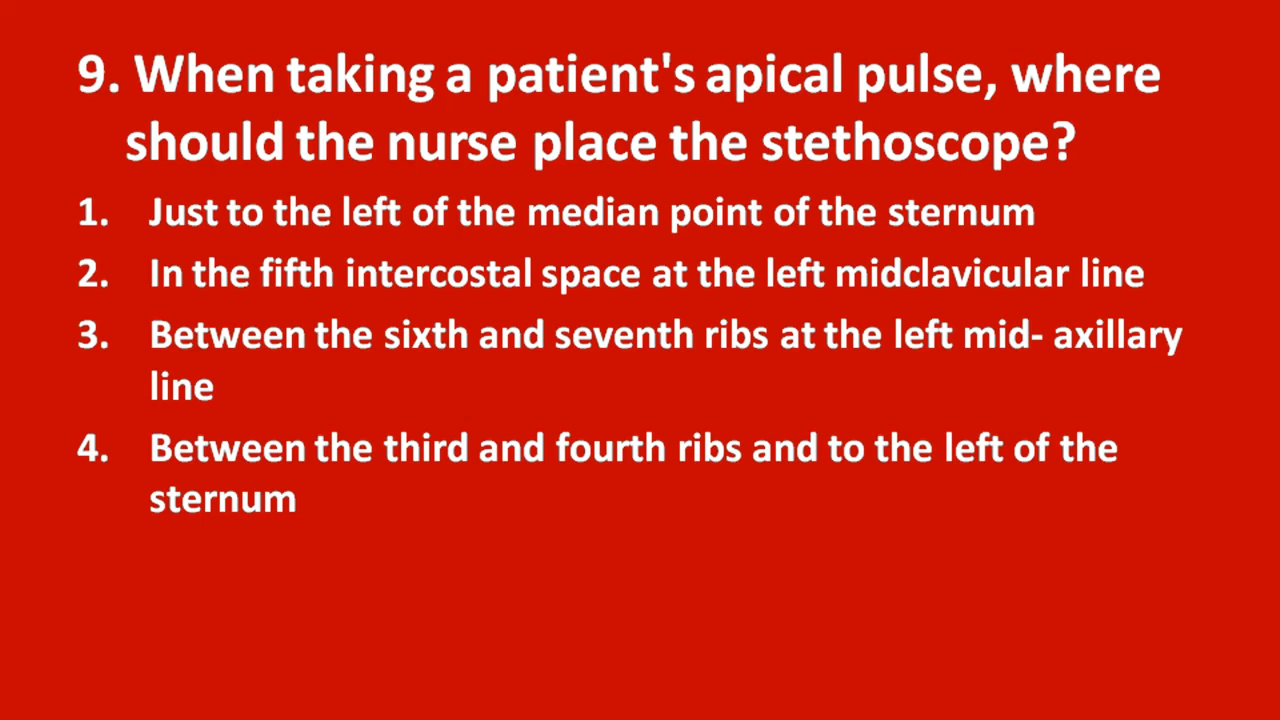 9. When taking a patient's apical pulse, where
should the nurse place the stethoscope?
1. Just to the left of the median point of the sternum
2. In the fifth intercostal space at the left midclavicular line
3. Between the sixth and seventh ribs at the left mid- axillary
line
4. Between the third and fourth ribs and to the left of the
sternum